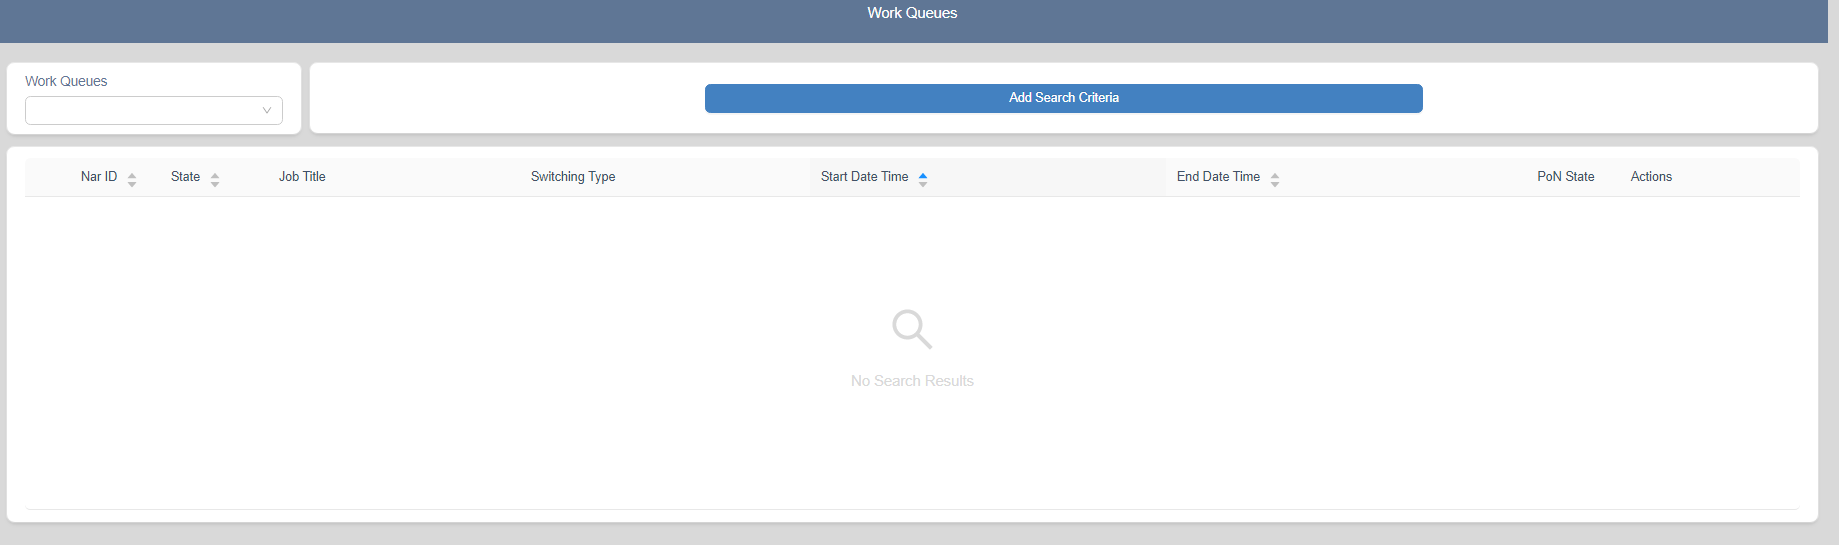 Work Queues
Work Queues
Add Search Criteria
Nar ID State Job Title Switching Type Start Date Time End Date Time PoN State Actions
No Search Results